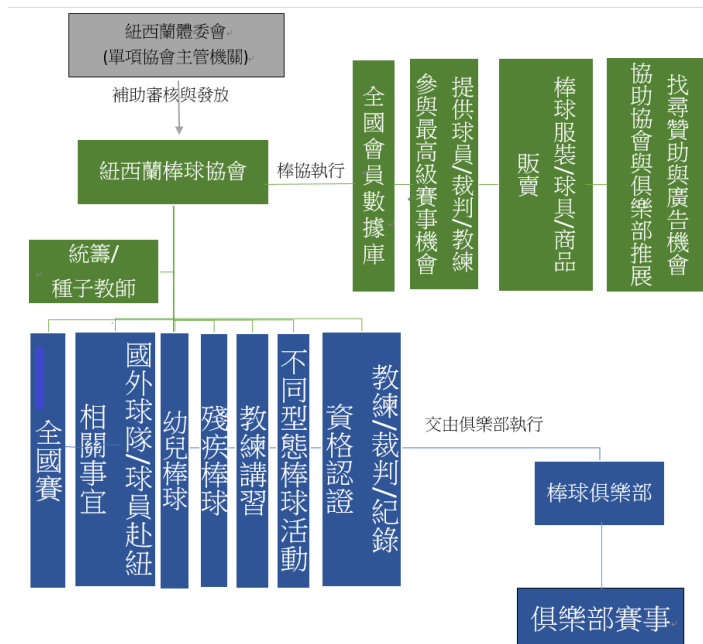 紐西蘭體委會
(單項協會主管機關)
補助審核與發放
紐西蘭棒球協會
棒協執行
全國會員數據庫
提供球員/裁判/教練
參與最高級賽事機會
棒球服裝/球具/商品
販賣
找尋贊助與廣告機會
協助協會與俱樂部推展
統籌/
種子教師
全國賽
國外球隊/球員赴紐
相關事宜
幼兒棒球
殘疾棒球
教練講習
不同型態棒球活動
教練/裁判/紀錄
資格認證
交由俱樂部執行
棒球俱樂部
俱樂部賽事